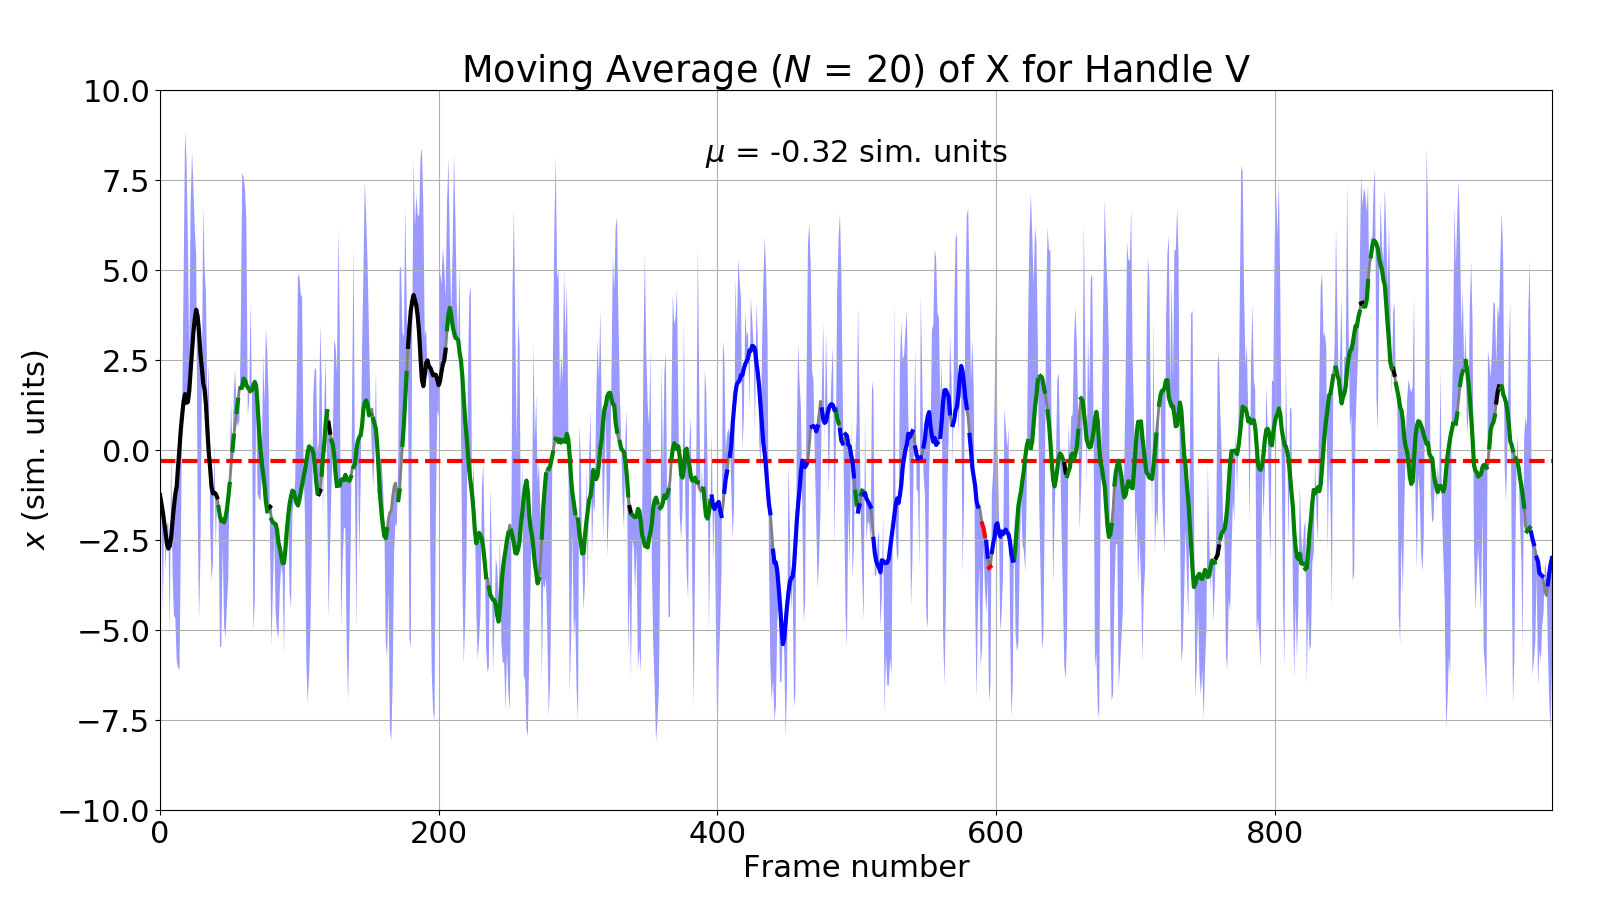 Moving Average (N = 20) of X for Handle V
μ = -0.32 sim. units
x (sim. units)
10.0
7.5
5.0
2.5
0.0
−2.5
−5.0
−7.5
−10.0
0 200 400 600 800
Frame number